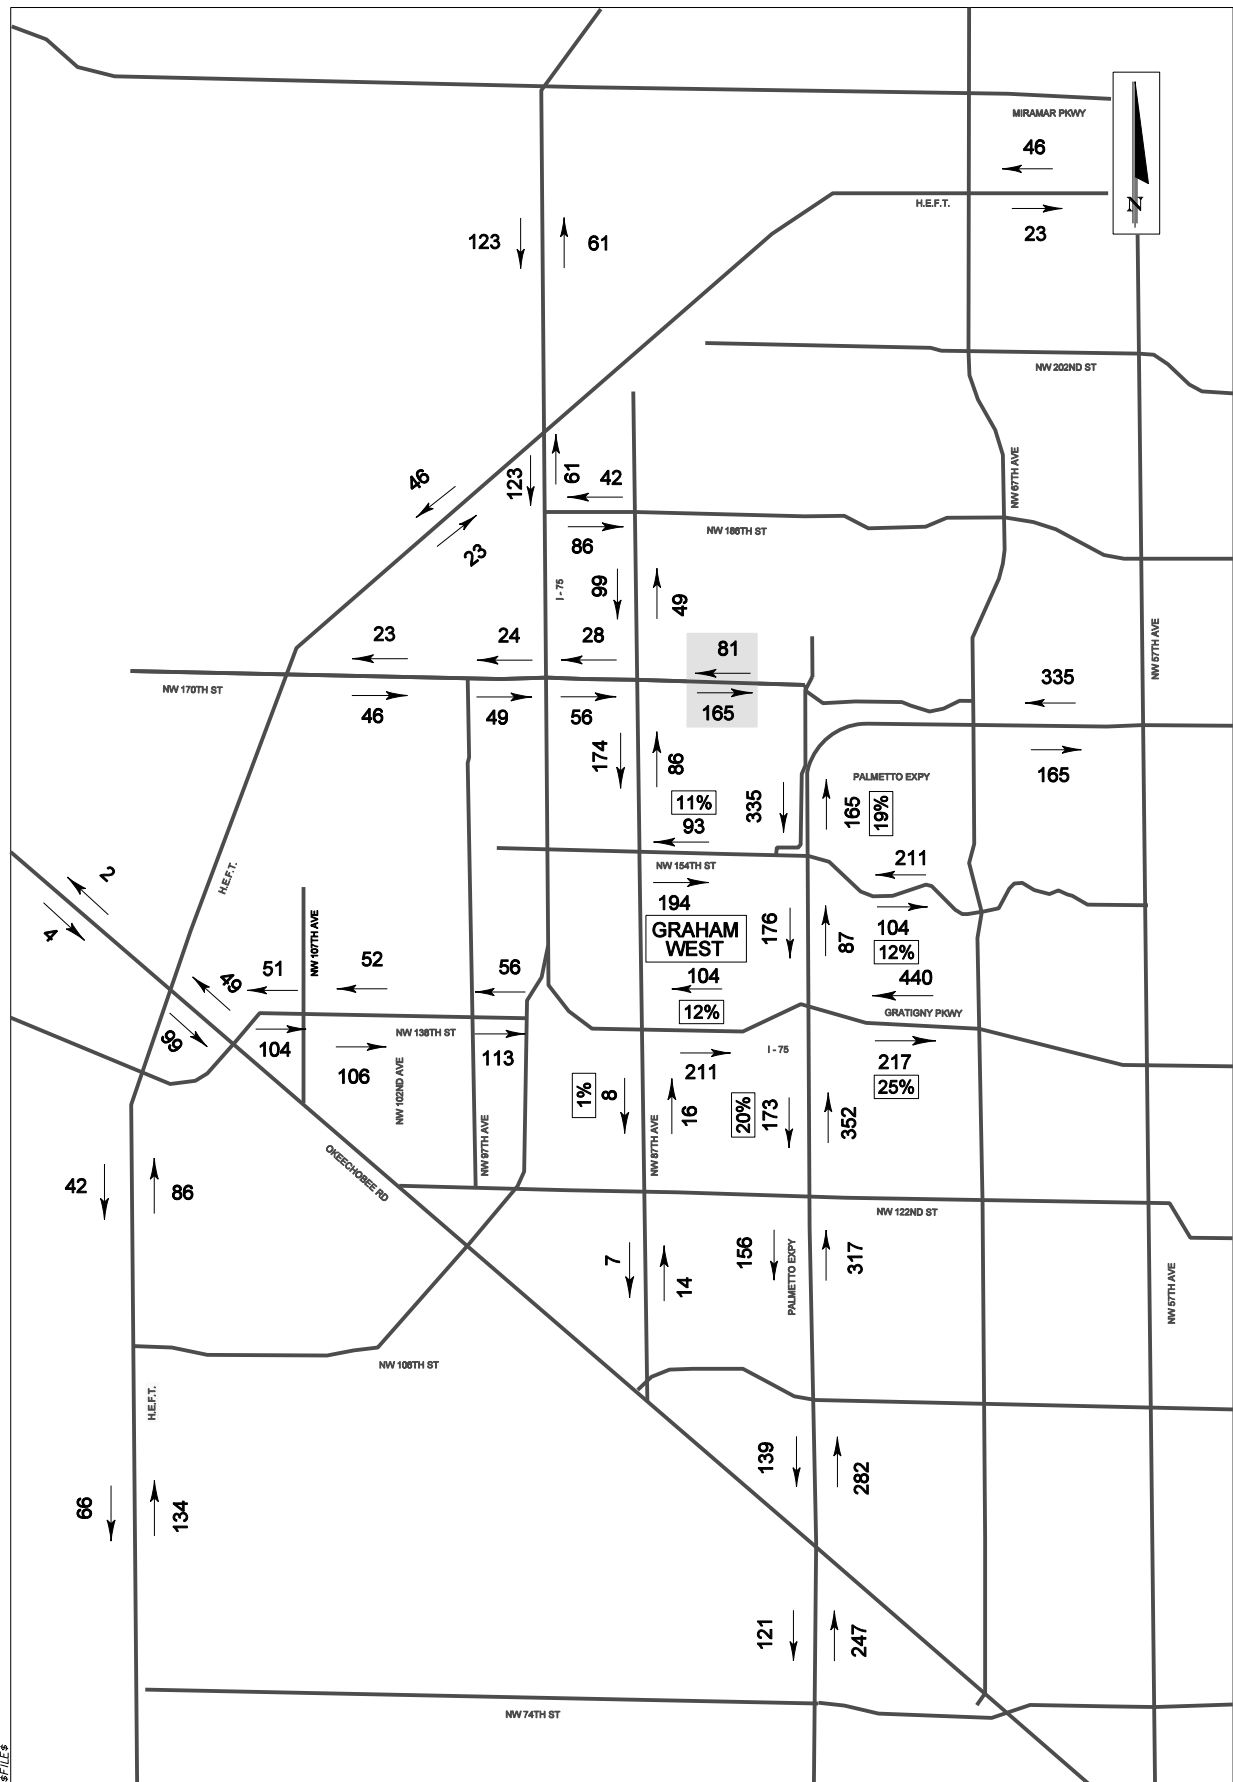 MIRAMAR PKWY
46
N
H.E.F.T.
23
123
61
NW 202ND ST
46
123
61
42
NW 67TH AVE
NW 186TH ST
86
23
I - 75
99
49
23
24
28
81
NW 57TH AVE
335
NW 170TH ST
46
49
56
165
174
86
165
PALMETTO EXPY
11%
335
165
19%
93
NW 154TH ST
211
H.E.F.T.
2
4
194
GRAHAM
WEST
176
87
104
12%
NW 107TH AVE
49
51
52
56
104
440
12%
GRATIGNY PKWY
99
104
NW 138TH ST
106
113
I - 75
211
217
25%
NW 102ND AVE
1%
8
16
20%
173
352
NW 97TH AVE
NW 87TH AVE
OKEECHOBEE RD
42
86
NW 122ND ST
7
14
156
PALMETTO EXPY
317
NW 57TH AVE
NW 106TH ST
H.E.F.T.
139
282
66
134
121
247
NW 74TH ST
$FILE$